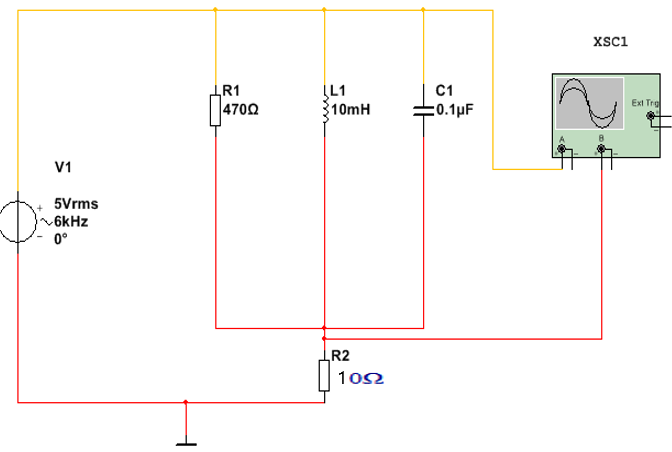 XSC1
Ext Trig
+
−
A
B
+ −
+ −
R1
470Ω
L1
10mH
C1
0.1µF
V1
+
−
5Vrms
6kHz
0°
R2
10Ω